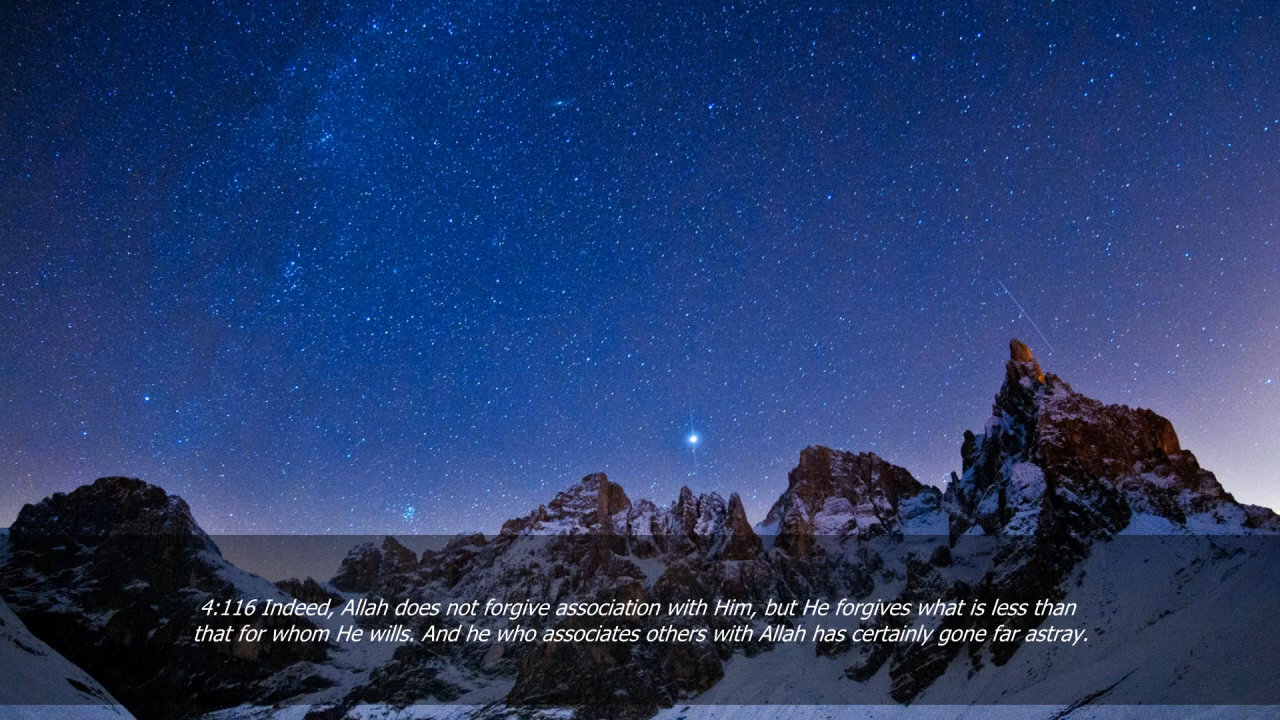 4:116 Indeed, Allah does not forgive association with Him, but He forgives what is less than
that for whom He wills. And he who associates others with Allah has certainly gone far astray.